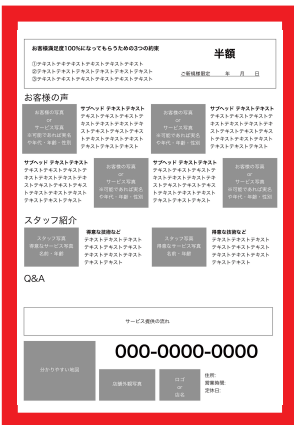 お客様満足度100%になってもらうための3つの約束
①テキストテキテキストテキストテキストテキスト
②テキストテキストテキストテキストテキストテキスト
③テキストテキストテキストテキストテキストテキスト
半額
ご新規様限定 年 月 日
お客様の声
お客様の写真
or
サービス写真
※可能であれば実名
や年代・年齢・性別
サブヘッド テキストテキスト
テキストテキストテキストテ
キストテキストテキストテキ
ストテキストテキストテキス
トテキストテキストテキスト
テキストテキスト
お客様の写真
or
サービス写真
※可能であれば実名
や年代・年齢・性別
サブヘッド テキストテキスト
テキストテキストテキストテ
キストテキストテキストテキ
ストテキストテキストテキス
トテキストテキストテキスト
テキストテキスト
サブヘッド テキストテキスト
テキストテキストテキストテ
キストテキストテキストテキ
ストテキストテキストテキス
トテキストテキストテキスト
テキストテキスト
お客様の写真
or
サービス写真
※可能であれば実名
や年代・年齢・性別
サブヘッド テキストテキスト
テキストテキストテキストテ
キストテキストテキストテキ
ストテキストテキストテキス
トテキストテキストテキスト
テキストテキスト
お客様の写真
or
サービス写真
※可能であれば実名
や年代・年齢・性別
スタッフ紹介
スタッフ写真
得意なサービス写真
名前・年齢
得意な技術など
テキストテキストテキスト
テキストテキストテキスト
テキストテキストテキスト
テキストテキスト
スタッフ写真
得意なサービス写真
名前・年齢
得意な技術など
テキストテキストテキスト
テキストテキストテキスト
テキストテキストテキスト
テキストテキスト
Q&A
サービス提供の流れ
分かりやすい地図
000-0000-0000
店舗外観写真
ロゴ
or
店名
住所:
営業時間:
定休日: